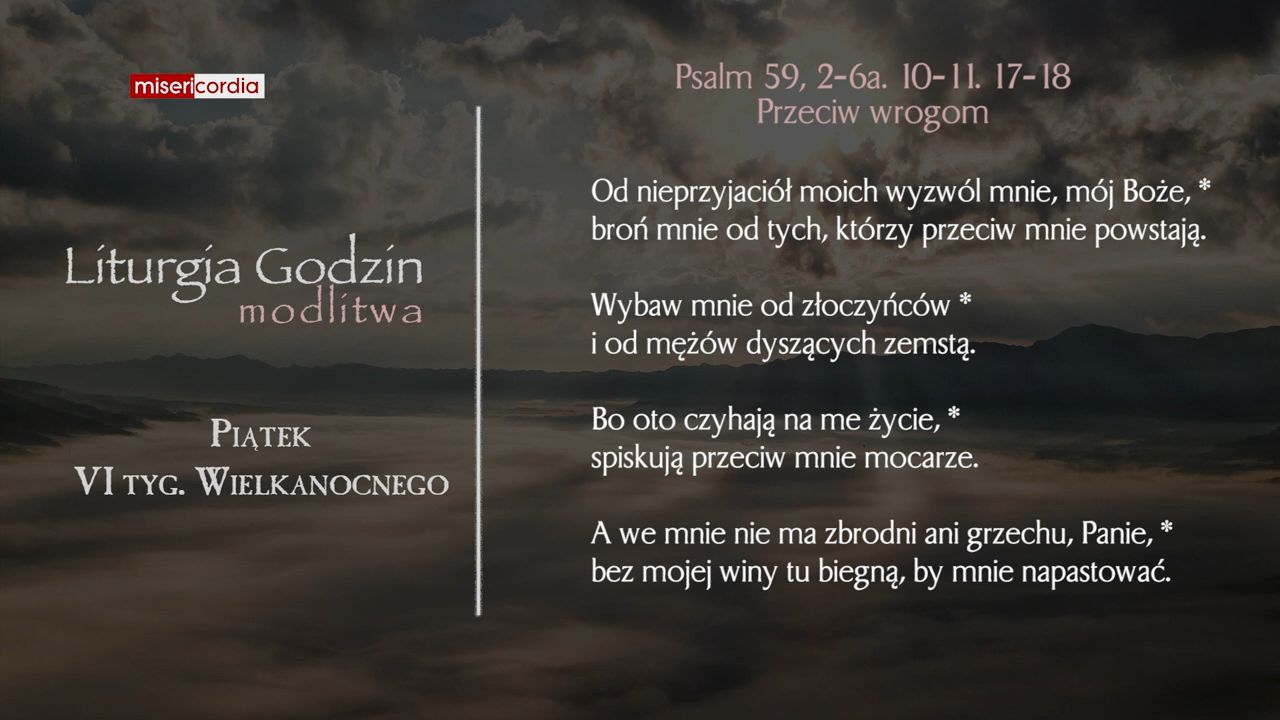 misericordia
Liturgia Godzin
modlitwa
Piątek
VI tyg. Wielkanocnego
Psalm 59, 2-6a. 10-11. 17-18
Przeciw wrogom
Od nieprzyjaciół moich wyzwól mnie, mój Boże, *
broń mnie od tych, którzy przeciw mnie powstają.
Wybaw mnie od złoczyńców *
i od mężów dyszących zemstą.
Bo oto czyhają na me życie, *
spiskują przeciw mnie mocarze.
A we mnie nie ma zbrodni ani grzechu, Panie, *
bez mojej winy tu biegną, by mnie napastować.